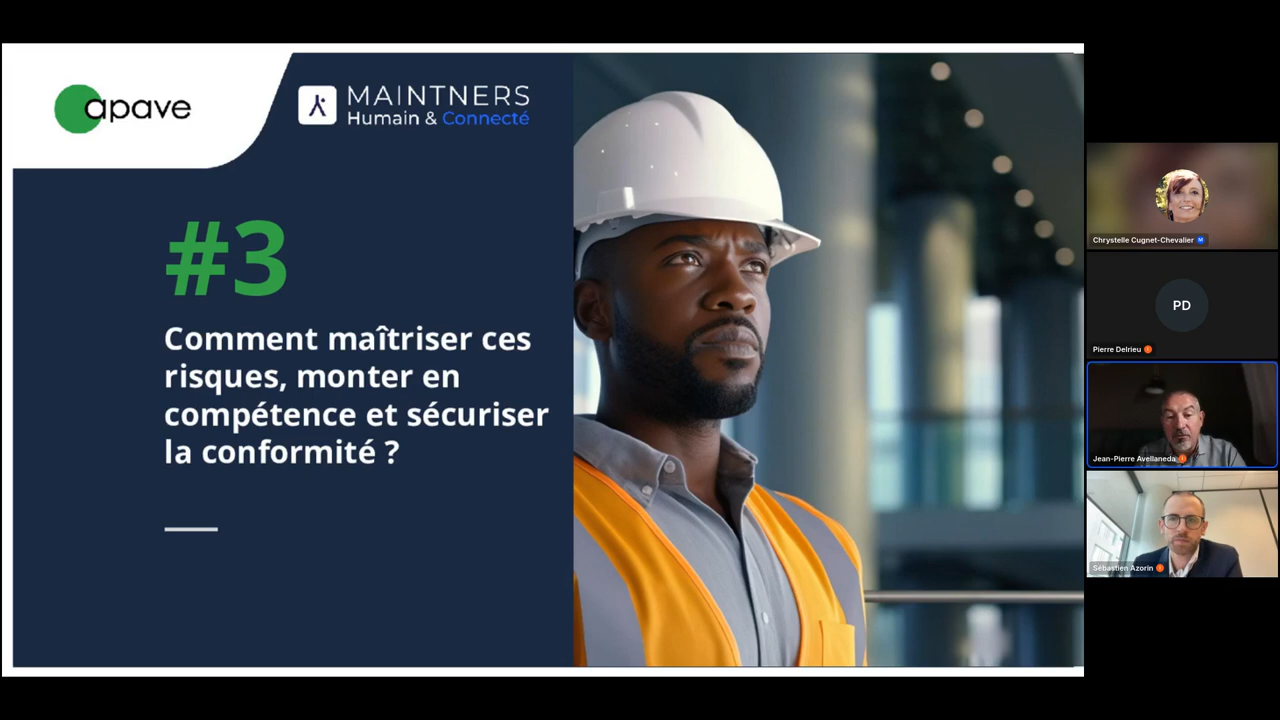 apave
MAINTNERS
Humain & Connecté
#3
Comment maîtriser ces
risques, monter en
compétence et sécuriser
la conformité ?
Chrystelle Cugnet-Chevalier M
PD
Pierre Delrieu
Jean-Pierre Avellaneda
Sébastien Azorin